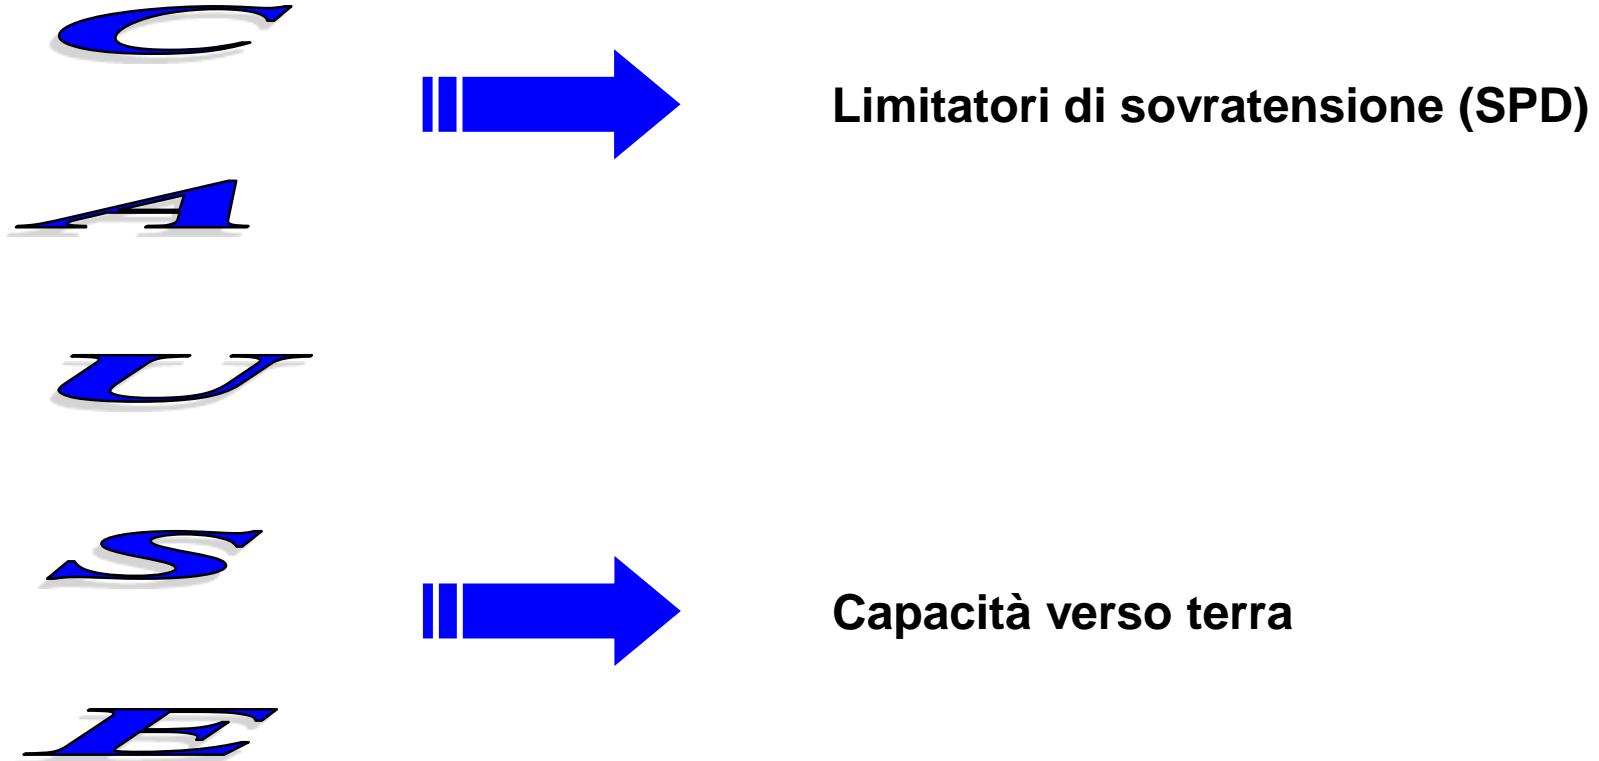 C
A
U
S
E
Limitatori di sovratensione (SPD)
Capacità verso terra